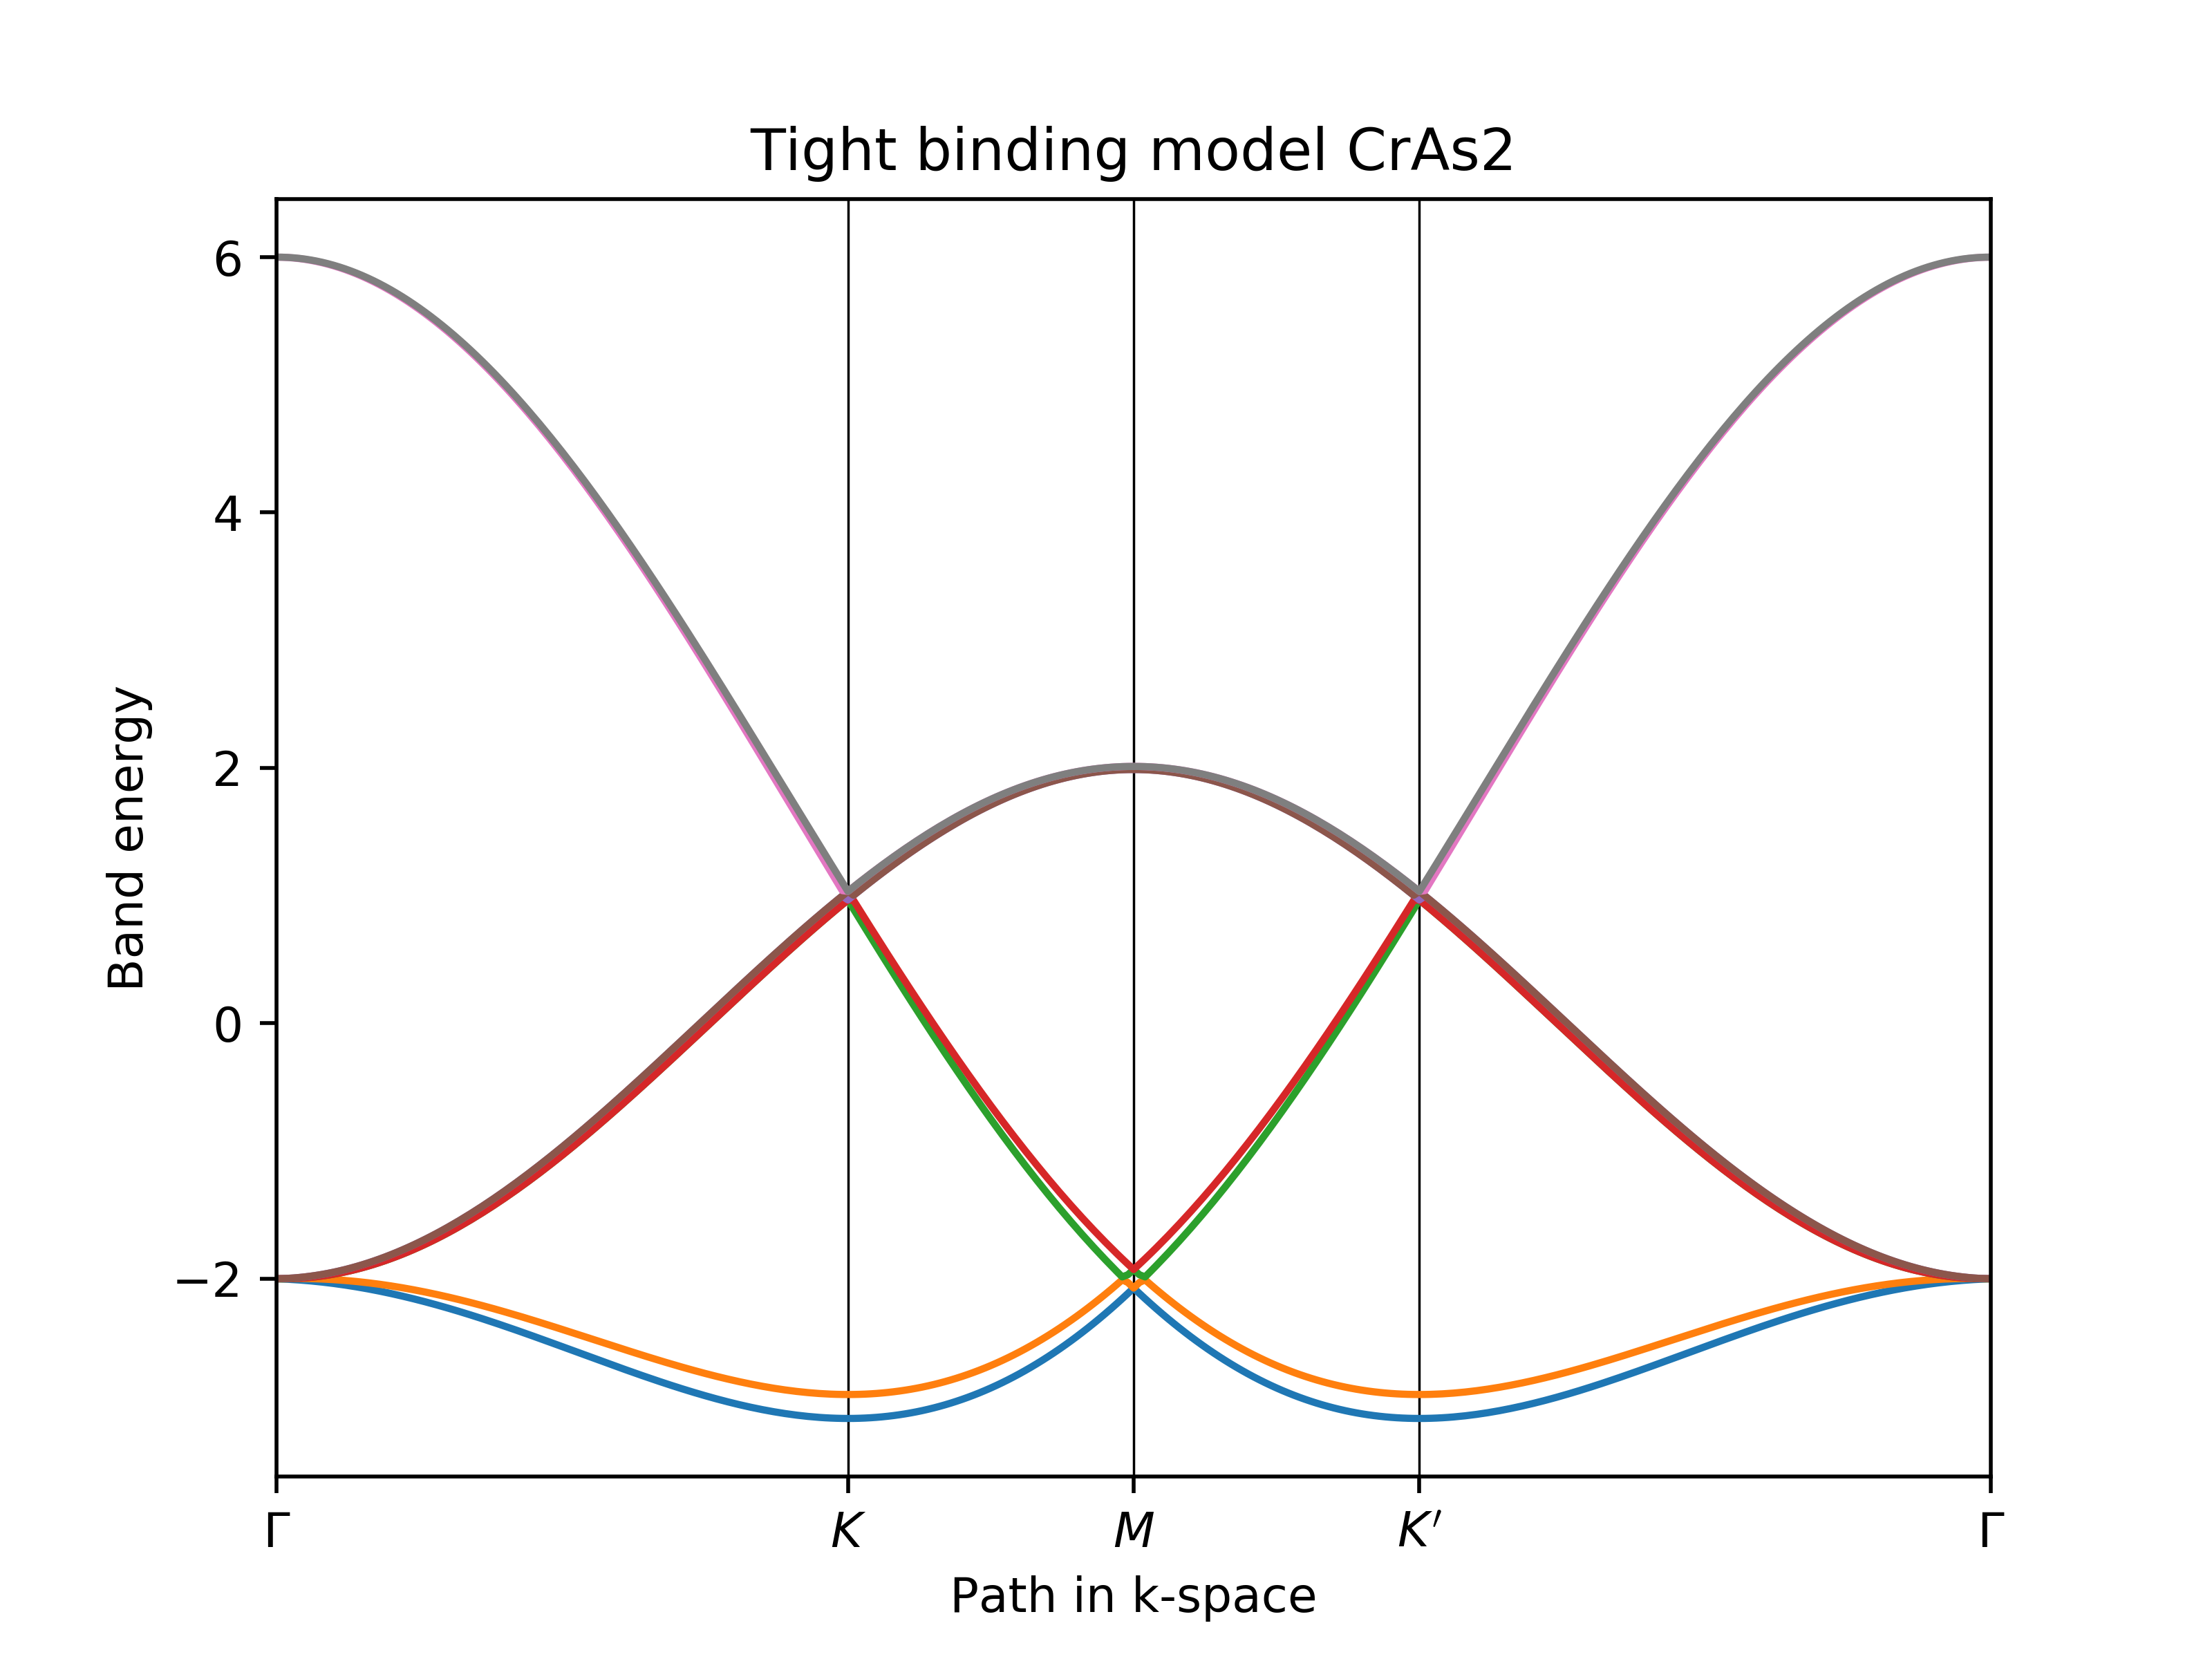 Tight binding model CrAs2
6
4
2
0
−2
Band energy
Γ K M K′ Γ
Path in k-space